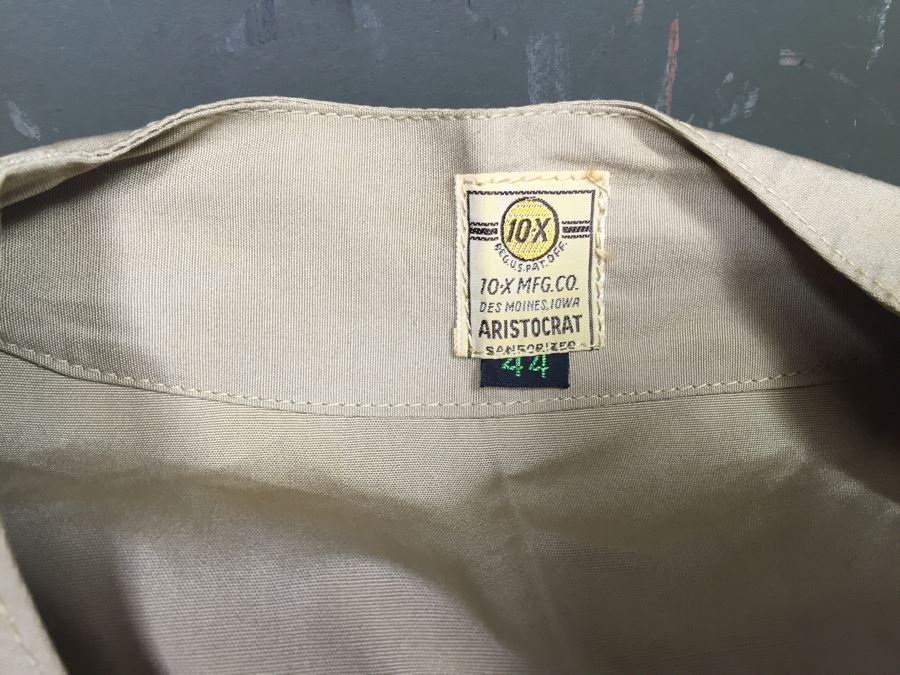 10-X
REG.U.S.PAT.OFF.
10-X MFG.CO.
DES MOINES, IOWA
ARISTOCRAT
SANFORIZED
44